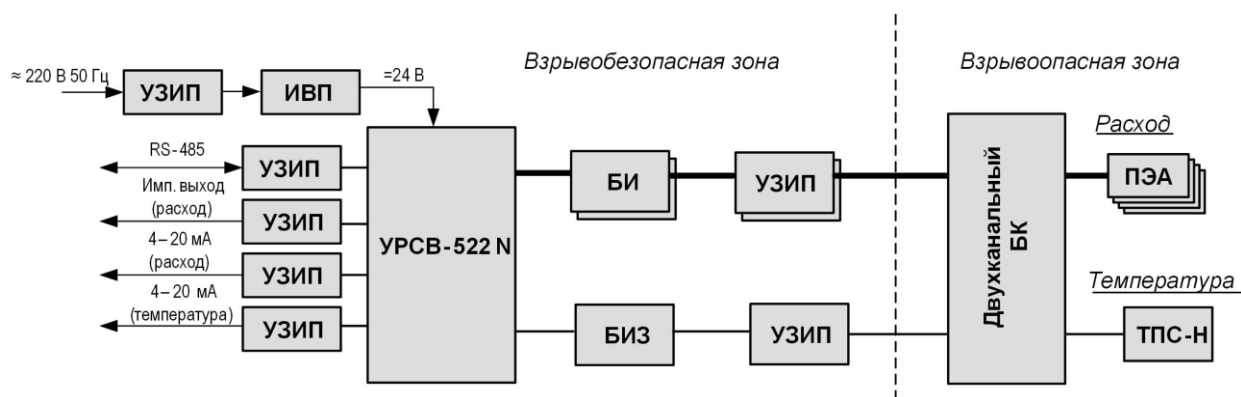 Взрывобезопасная зона
Взрывоопасная зона
≈ 220 В 50 Гц
УЗИП
ИВП
=24 В
RS-485
УЗИП
Имп. выход
(расход)
УЗИП
4–20 мА
(расход)
УЗИП
4–20 мА
(температура)
УЗИП
УРСВ-522 N
БИ
УЗИП
БИЗ
УЗИП
Двухканальный
БК
Расход
ПЭА
Температура
ТПС-Н